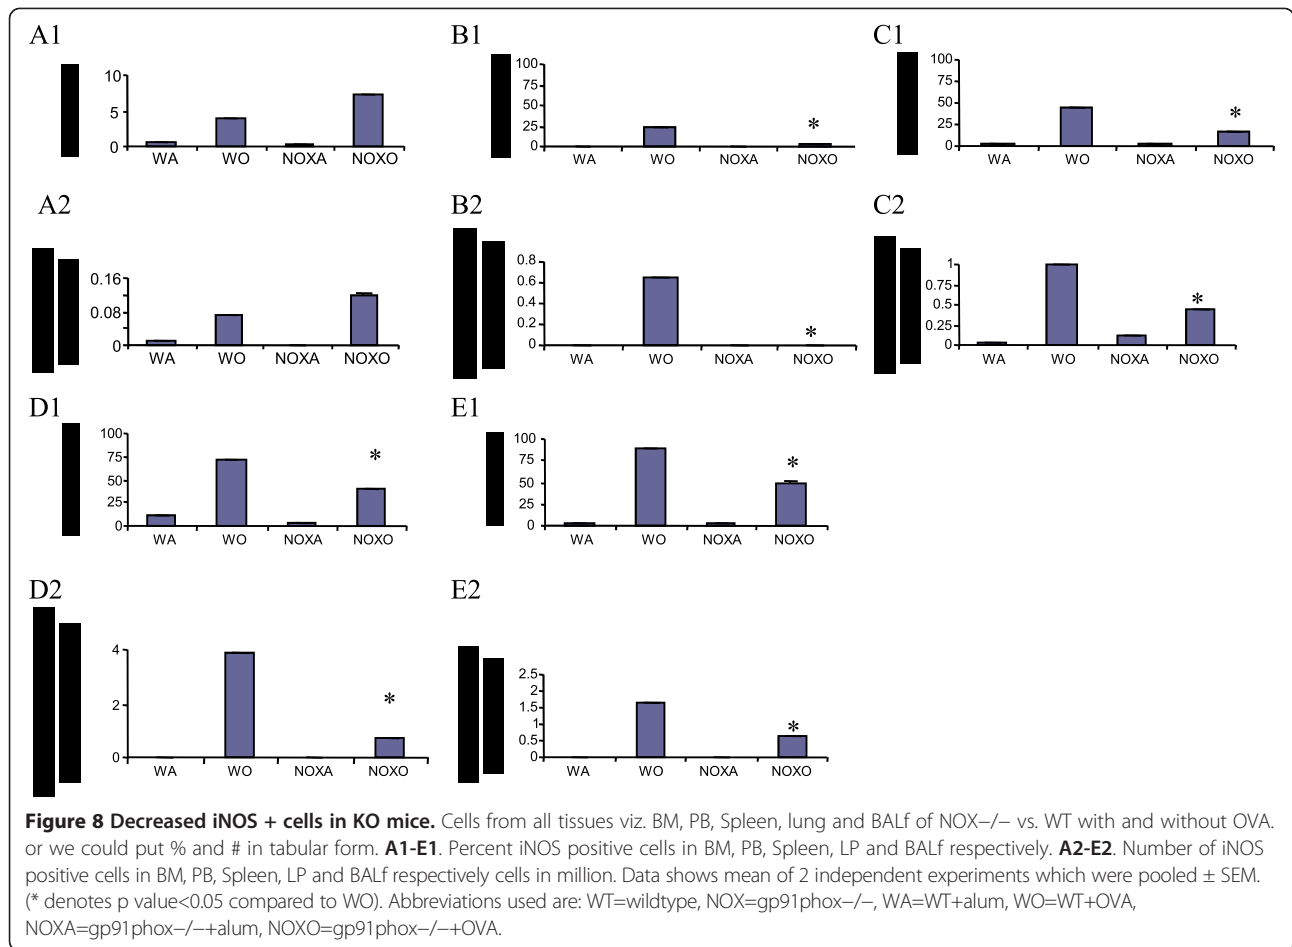 A1
B1
C1
10
5
0
WA WO NOXA NOXO
100
75
50
25
0
*
WA WO NOXA NOXO
100
75
50
25
0
*
WA WO NOXA NOXO
A2
B2
C2
0.16
0.08
0
WA WO NOXA NOXO
0.8
0.6
0.4
0.2
0
*
WA WO NOXA NOXO
1
0.75
0.5
0.25
0
*
WA WO NOXA NOXO
D1
E1
100
75
50
25
0
*
WA WO NOXA NOXO
100
75
50
25
0
*
WA WO NOXA NOXO
D2
E2
4
2
0
*
WA WO NOXA NOXO
2.5
2
1.5
1
0.5
0
*
WA WO NOXA NOXO
Figure 8 Decreased iNOS + cells in KO mice. Cells from all tissues viz. BM, PB, Spleen, lung and BALf of NOX−/− vs. WT with and without OVA.
or we could put % and # in tabular form. A1-E1. Percent iNOS positive cells in BM, PB, Spleen, LP and BALf respectively. A2-E2. Number of iNOS
positive cells in BM, PB, Spleen, LP and BALf respectively cells in million. Data shows mean of 2 independent experiments which were pooled ± SEM.
(* denotes p value<0.05 compared to WO). Abbreviations used are: WT=wildtype, NOX=gp91phox−/−, WA=WT+alum, WO=WT+OVA,
NOXA=gp91phox−/−+alum, NOXO=gp91phox−/−+OVA.